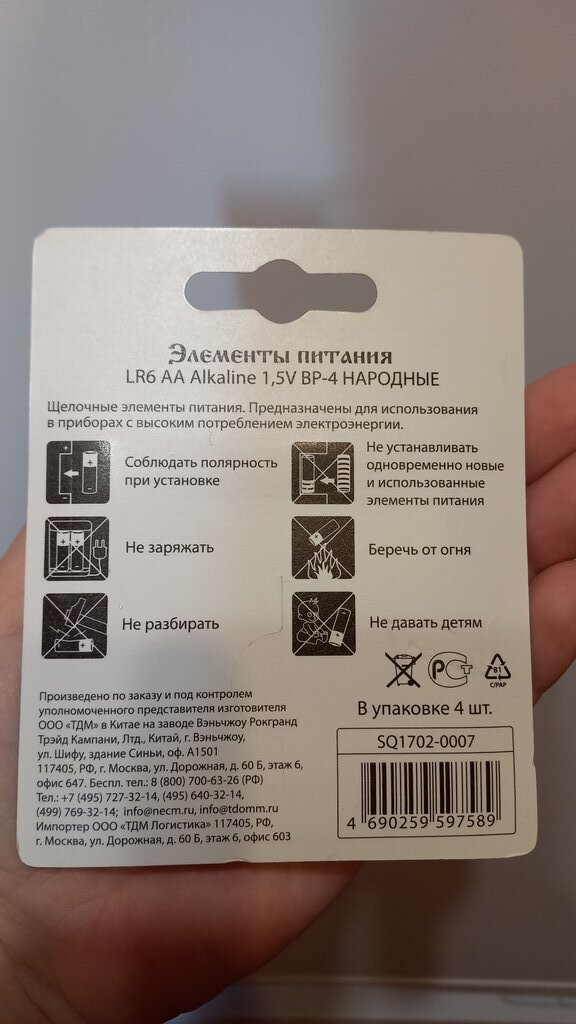 Элементы питания
LR6 AA Alkaline 1,5V BP-4 НАРОДНЫЕ
Щелочные элементы питания. Предназначены для использования
в приборах с высоким потреблением электроэнергии.
Соблюдать полярность
при установке
Не устанавливать
одновременно новые
и использованные
элементы питания
Не заряжать
Беречь от огня
Не разбирать
Не давать детям
Произведено по заказу и под контролем
уполномоченного представителя изготовителя
ООО «ТДМ» в Китае на заводе Вэньчжоу Рокгранд
Трэйд Кампани, Лтд., Китай, г. Вэньчжоу,
ул. Шифу, здание Синьи, оф. А1501
117405, РФ, г. Москва, ул. Дорожная, д. 60 Б, этаж 6,
офис 647. Беспл. тел.: 8 (800) 700-63-26 (РФ)
Тел.: +7 (495) 727-32-14, (495) 640-32-14,
(499) 769-32-14; info@necm.ru, info@tdomm.ru
Импортер ООО «ТДМ Логистика» 117405, РФ,
г. Москва, ул. Дорожная, д. 60 Б, этаж 6, офис 603
РСТ
81
C/PAP
В упаковке 4 шт.
SQ1702-0007
4 690259 597589